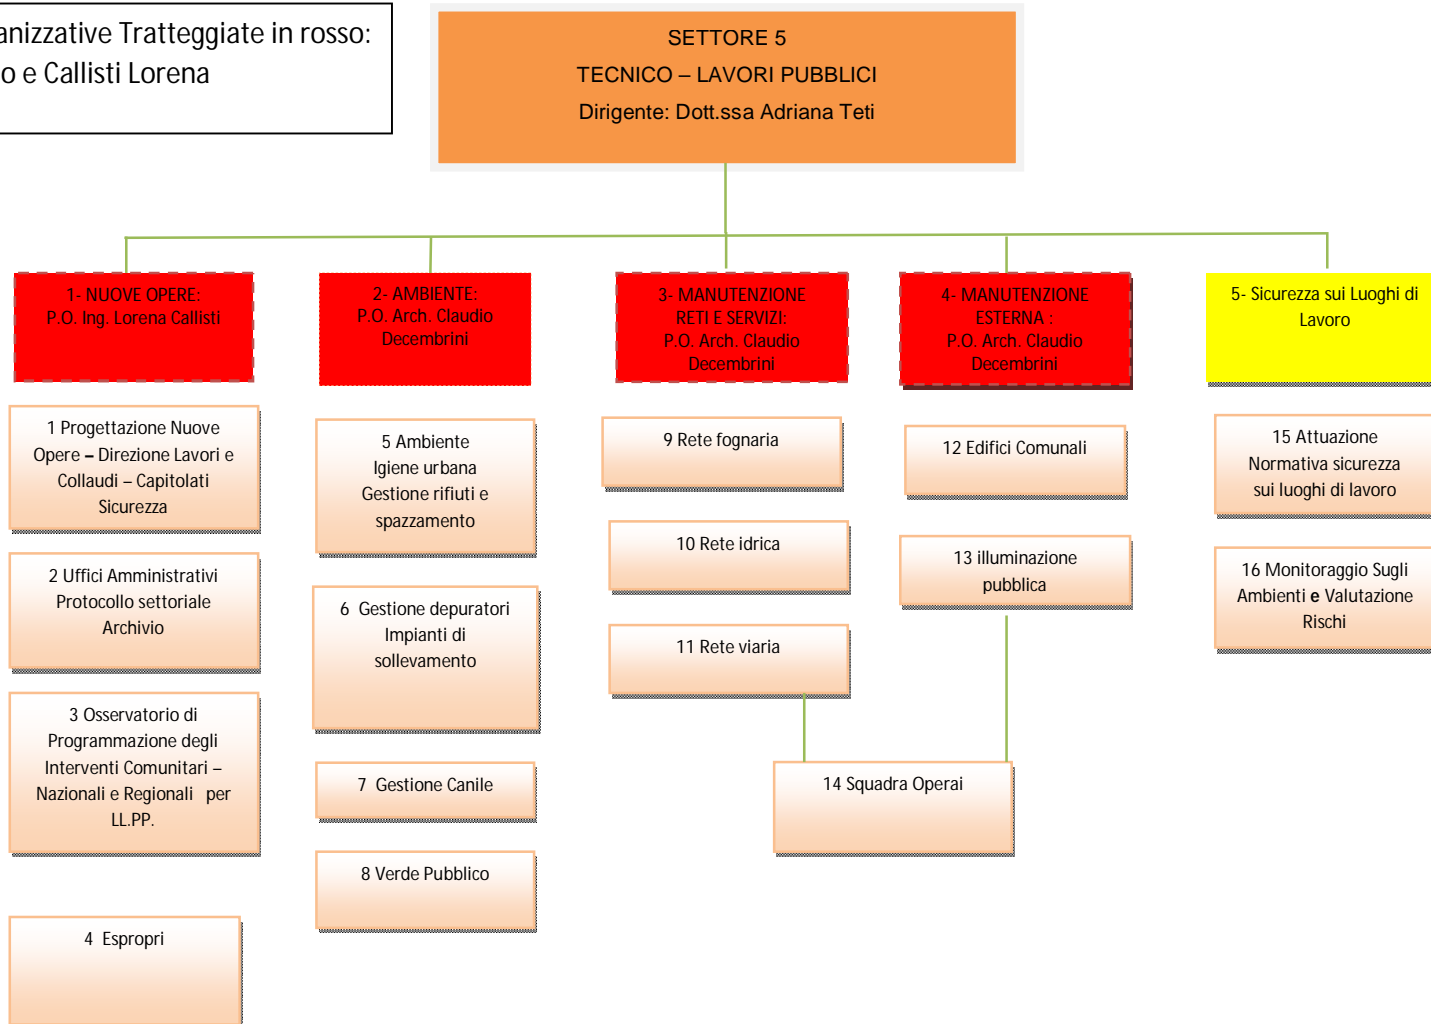 anizzative Tratteggiate in rosso:
o e Callisti Lorena
SETTORE 5
TECNICO – LAVORI PUBBLICI
Dirigente: Dott.ssa Adriana Teti
1- NUOVE OPERE:
P.O. Ing. Lorena Callisti
2- AMBIENTE:
P.O. Arch. Claudio
Decembrini
3- MANUTENZIONE
RETI E SERVIZI:
P.O. Arch. Claudio
Decembrini
4- MANUTENZIONE
ESTERNA :
P.O. Arch. Claudio
Decembrini
5- Sicurezza sui Luoghi di
Lavoro
1 Progettazione Nuove
Opere – Direzione Lavori e
Collaudi – Capitolati
Sicurezza
2 Uffici Amministrativi
Protocollo settoriale
Archivio
3 Osservatorio di
Programmazione degli
Interventi Comunitari –
Nazionali e Regionali per
LL.PP.
4 Espropri
5 Ambiente
Igiene urbana
Gestione rifiuti e
spazzamento
6 Gestione depuratori
Impianti di
sollevamento
7 Gestione Canile
8 Verde Pubblico
9 Rete fognaria
10 Rete idrica
11 Rete viaria
12 Edifici Comunali
13 illuminazione
pubblica
14 Squadra Operai
15 Attuazione
Normativa sicurezza
sui luoghi di lavoro
16 Monitoraggio Sugli
Ambienti e Valutazione
Rischi